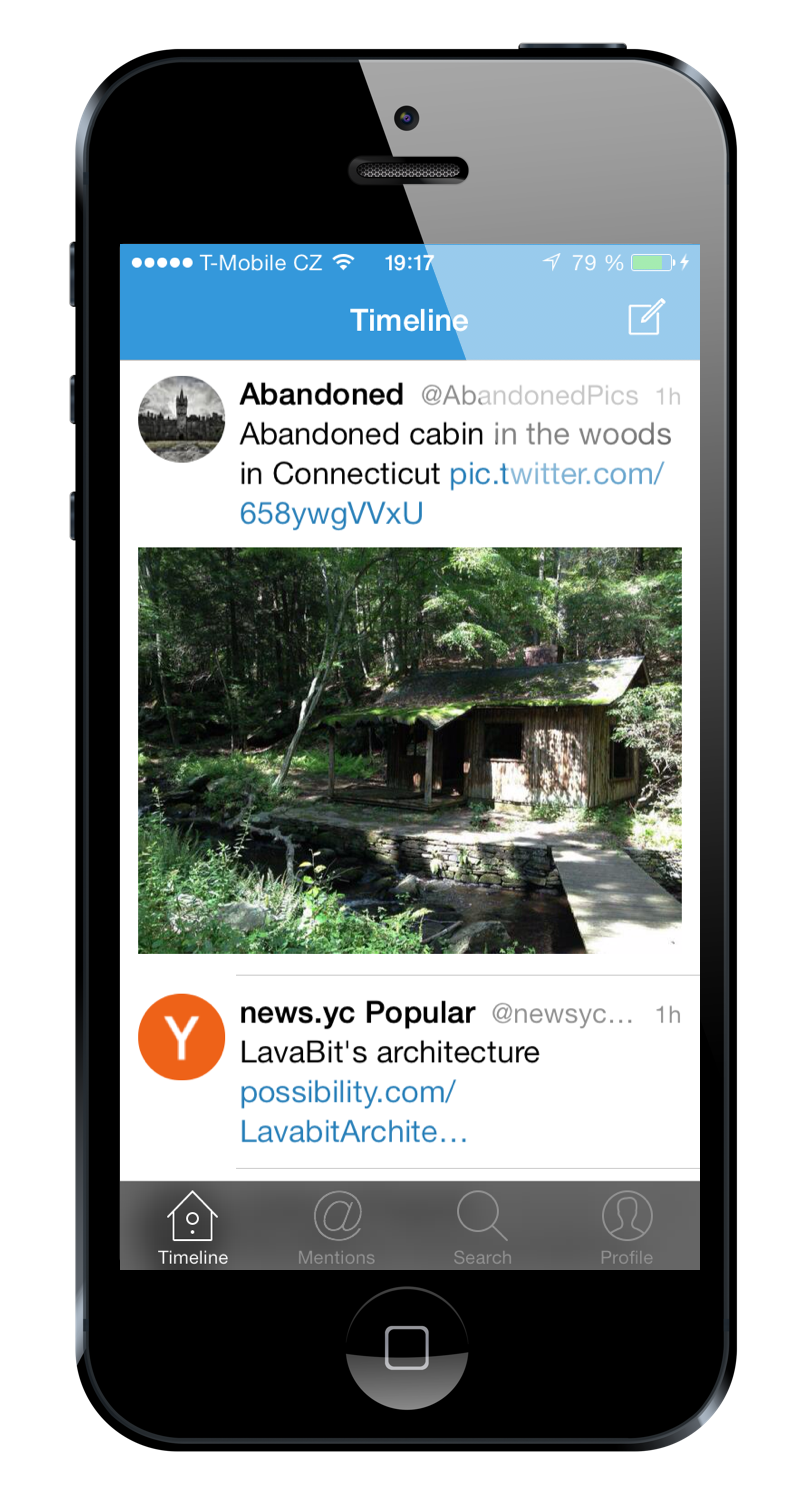 T-Mobile CZ 19:17 79 %
Timeline
Abandoned @AbandonedPics 1h
Abandoned cabin in the woods
in Connecticut pic.twitter.com/
658ywgVVxU
Y
news.yc Popular @newsyc... 1h
LavaBit's architecture
possibility.com/
LavabitArchite...
@
Timeline Mentions Search Profile